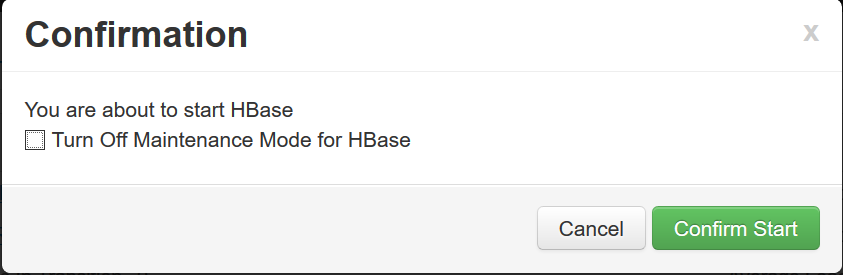 Confirmation
x
You are about to start HBase
Turn Off Maintenance Mode for HBase
Cancel
Confirm Start